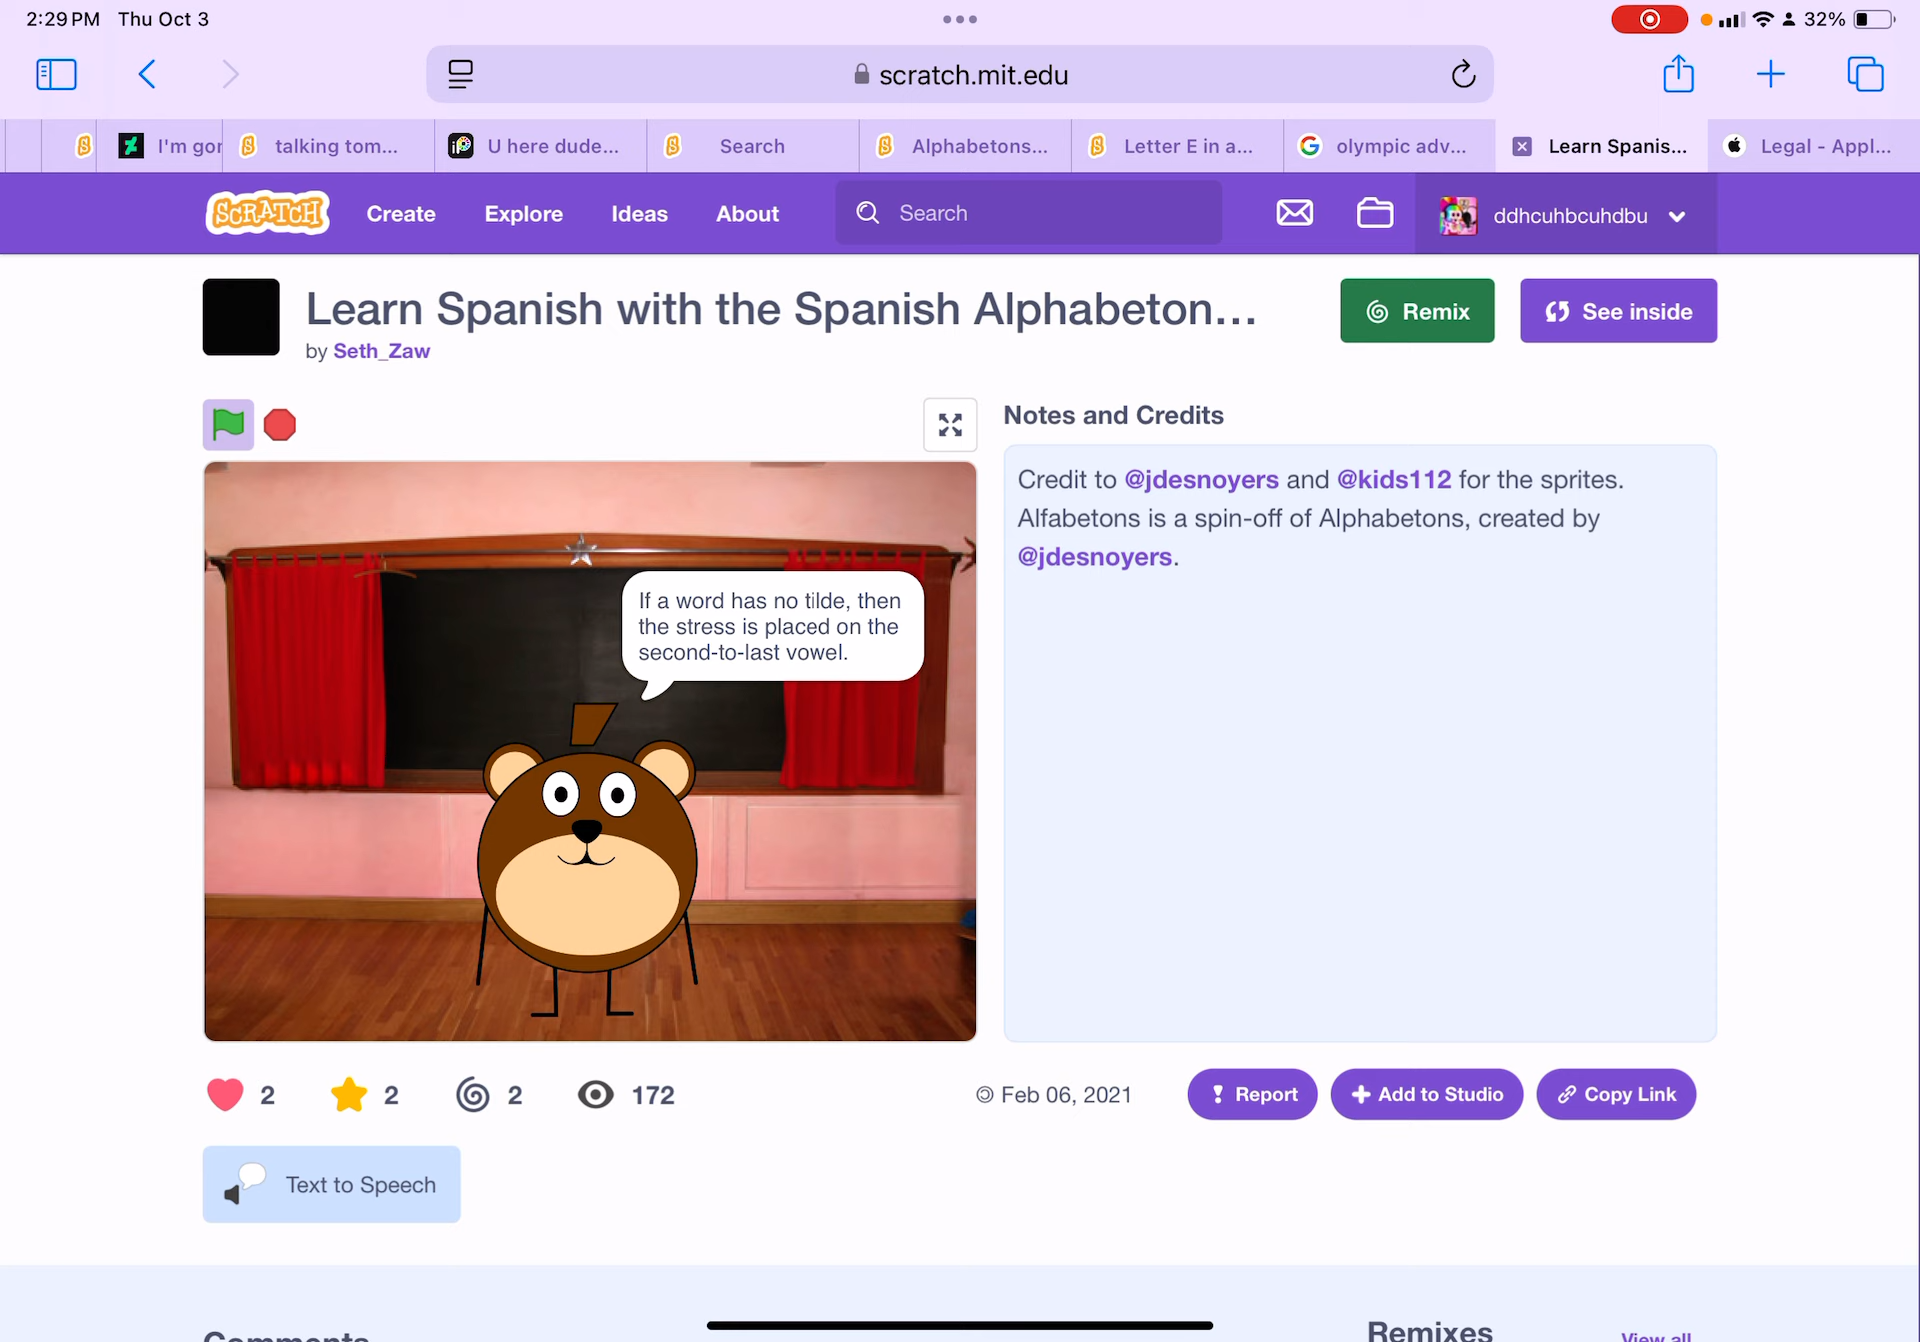 2:29 PM Thu Oct 3
32%
scratch.mit.edu
I'm gor
talking tom...
U here dude...
Search
Alphabetons...
Letter E in a...
olympic adv...
Learn Spanis...
Legal - Appl...
SCRATCH
Create
Explore
Ideas
About
Search
ddhcuhbcuhdbu
Learn Spanish with the Spanish Alphabeton...
by Seth_Zaw
Remix
See inside
Notes and Credits
Credit to @jdesnoyers and @kids112 for the sprites.
Alfabetons is a spin-off of Alphabetons, created by
@jdesnoyers.
If a word has no tilde, then
the stress is placed on the
second-to-last vowel.
2
2
2
172
© Feb 06, 2021
Report
Add to Studio
Copy Link
Text to Speech
Comments
Remixes
View all